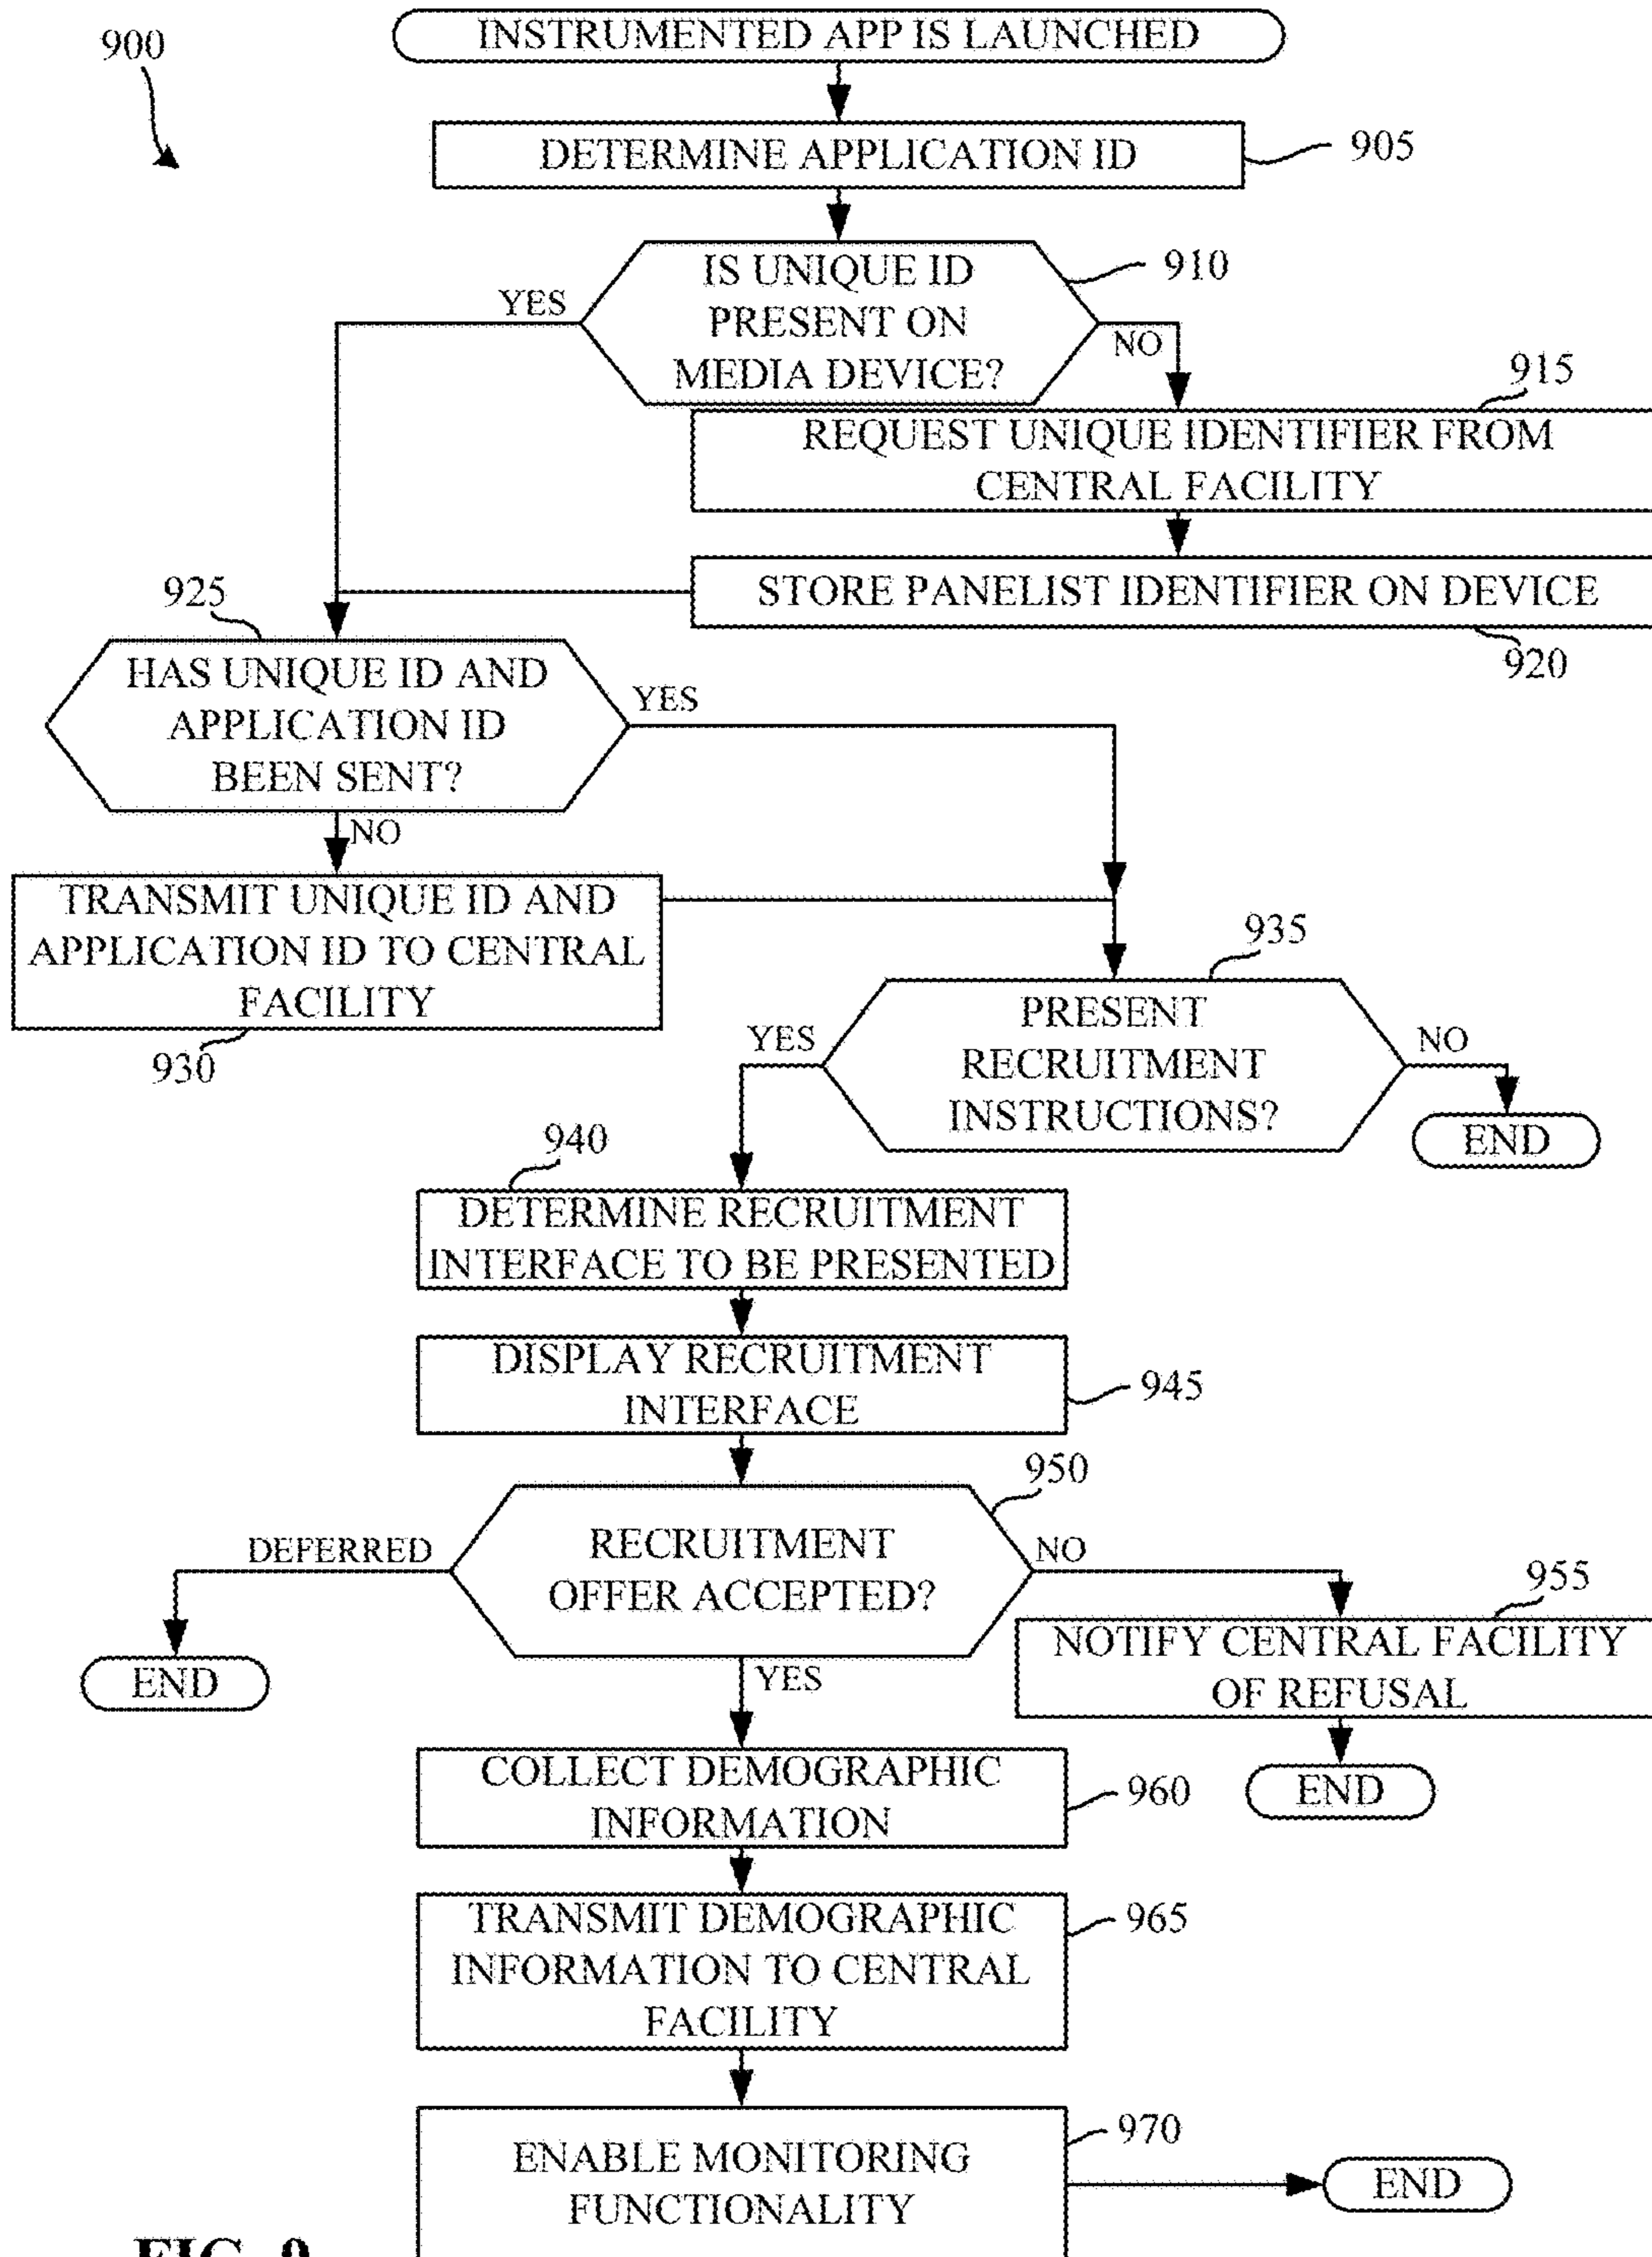 900
INSTRUMENTED APP IS LAUNCHED
DETERMINE APPLICATION ID
905
IS UNIQUE ID
PRESENT ON
MEDIA DEVICE?
910
YES
NO
915
REQUEST UNIQUE IDENTIFIER FROM
CENTRAL FACILITY
STORE PANELIST IDENTIFIER ON DEVICE
920
925
HAS UNIQUE ID AND
APPLICATION ID
BEEN SENT?
YES
NO
TRANSMIT UNIQUE ID AND
APPLICATION ID TO CENTRAL
FACILITY
930
935
PRESENT
RECRUITMENT
INSTRUCTIONS?
YES
NO
END
940
DETERMINE RECRUITMENT
INTERFACE TO BE PRESENTED
DISPLAY RECRUITMENT
INTERFACE
945
950
RECRUITMENT
OFFER ACCEPTED?
DEFERRED
END
NO
955
NOTIFY CENTRAL FACILITY
OF REFUSAL
END
YES
COLLECT DEMOGRAPHIC
INFORMATION
960
TRANSMIT DEMOGRAPHIC
INFORMATION TO CENTRAL
FACILITY
965
ENABLE MONITORING
FUNCTIONALITY
970
END
FIG. 9